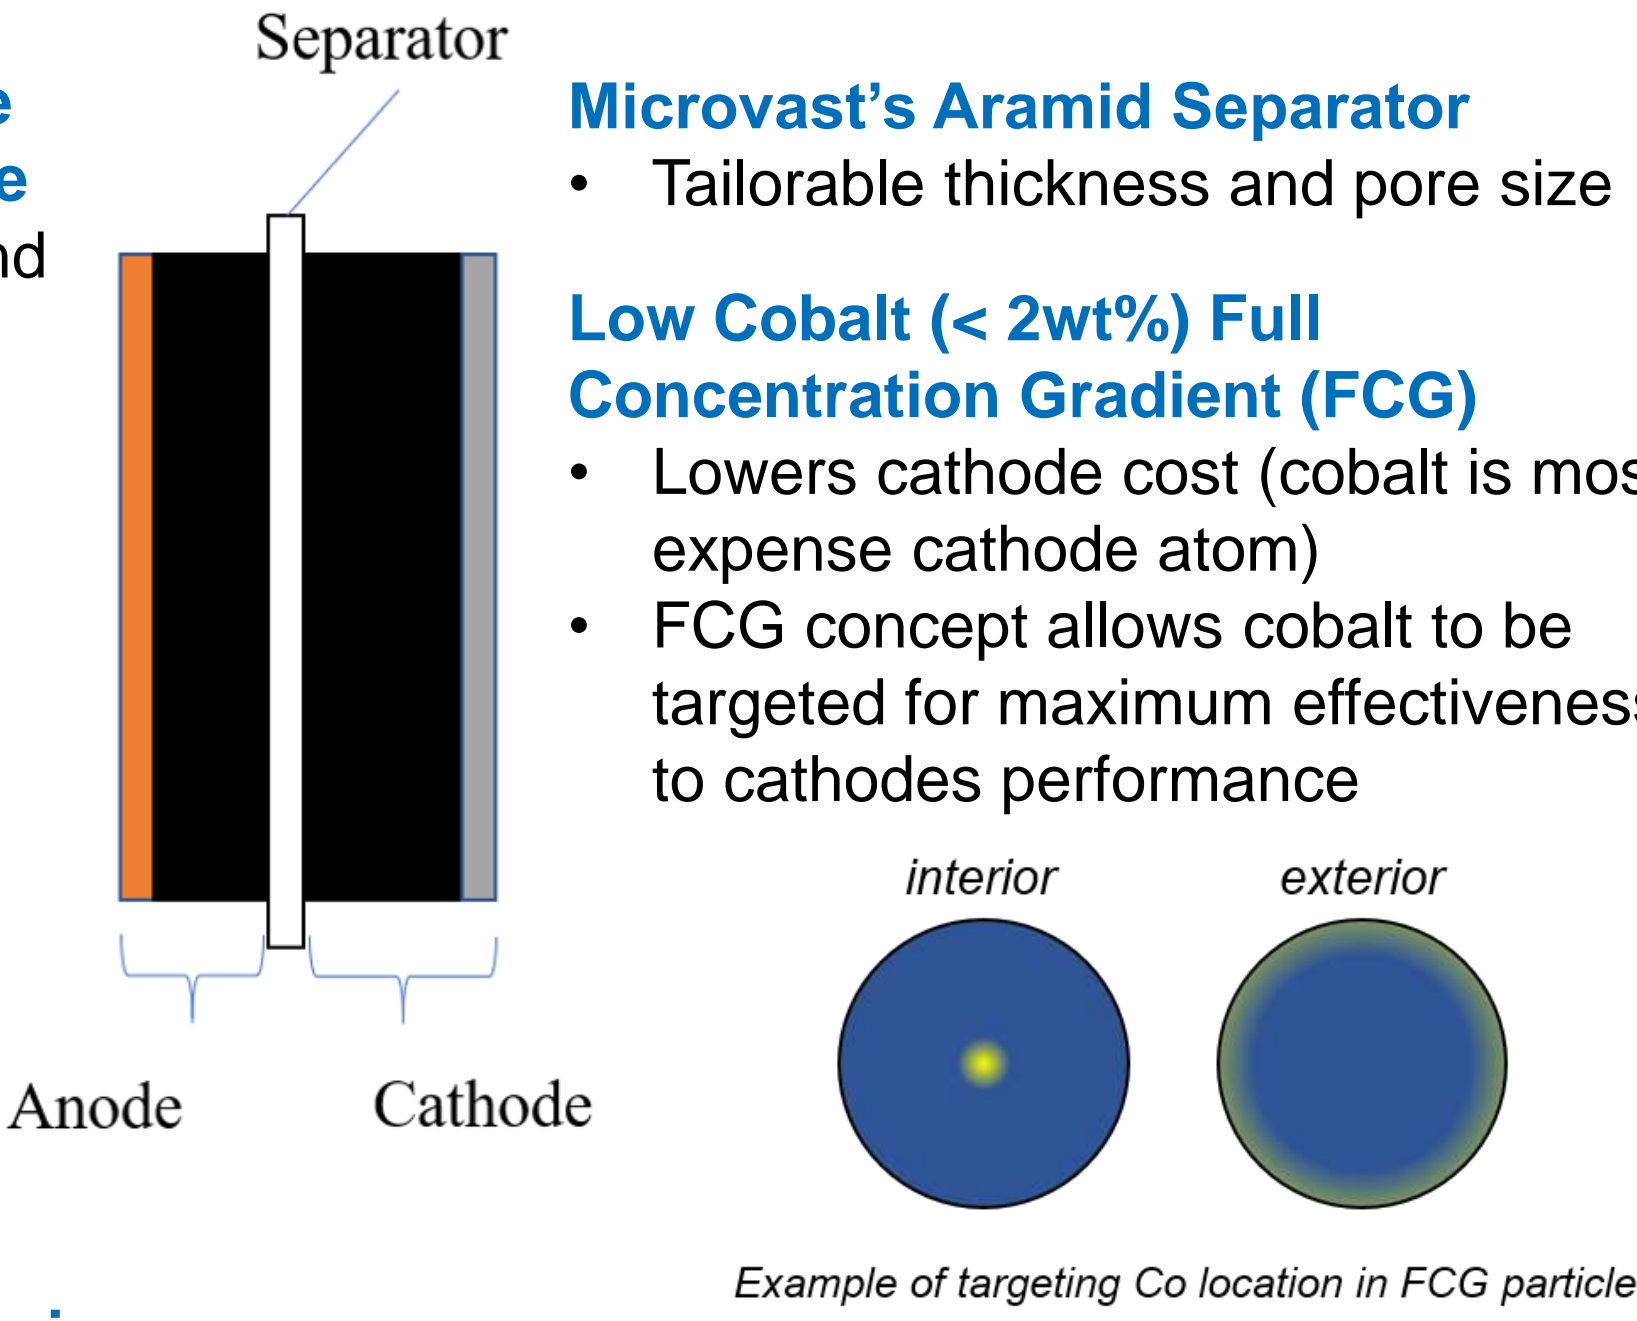 Separator
e
e
nd
Microvast's Aramid Separator
• Tailorable thickness and pore size
Low Cobalt (< 2wt%) Full
Concentration Gradient (FCG)
• Lowers cathode cost (cobalt is mos
expense cathode atom)
• FCG concept allows cobalt to be
targeted for maximum effectiveness
to cathodes performance
interior exterior
Anode Cathode
Example of targeting Co location in FCG particle